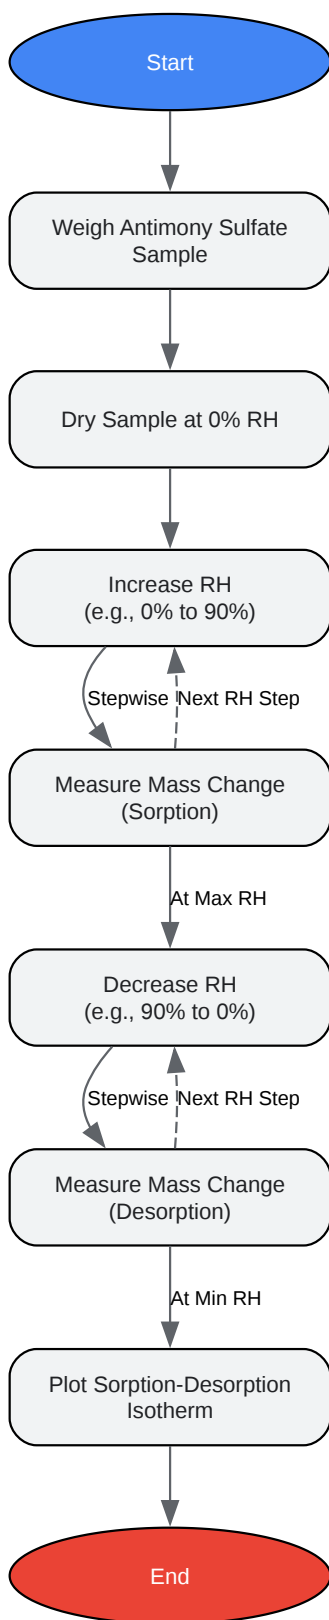 Start
Weigh Antimony Sulfate
Sample
Dry Sample at 0% RH
Increase RH
(e.g., 0% to 90%)
Stepwise
Next RH Step
Measure Mass Change
(Sorption)
At Max RH
Decrease RH
(e.g., 90% to 0%)
Stepwise
Next RH Step
Measure Mass Change
(Desorption)
At Min RH
Plot Sorption-Desorption
Isotherm
End